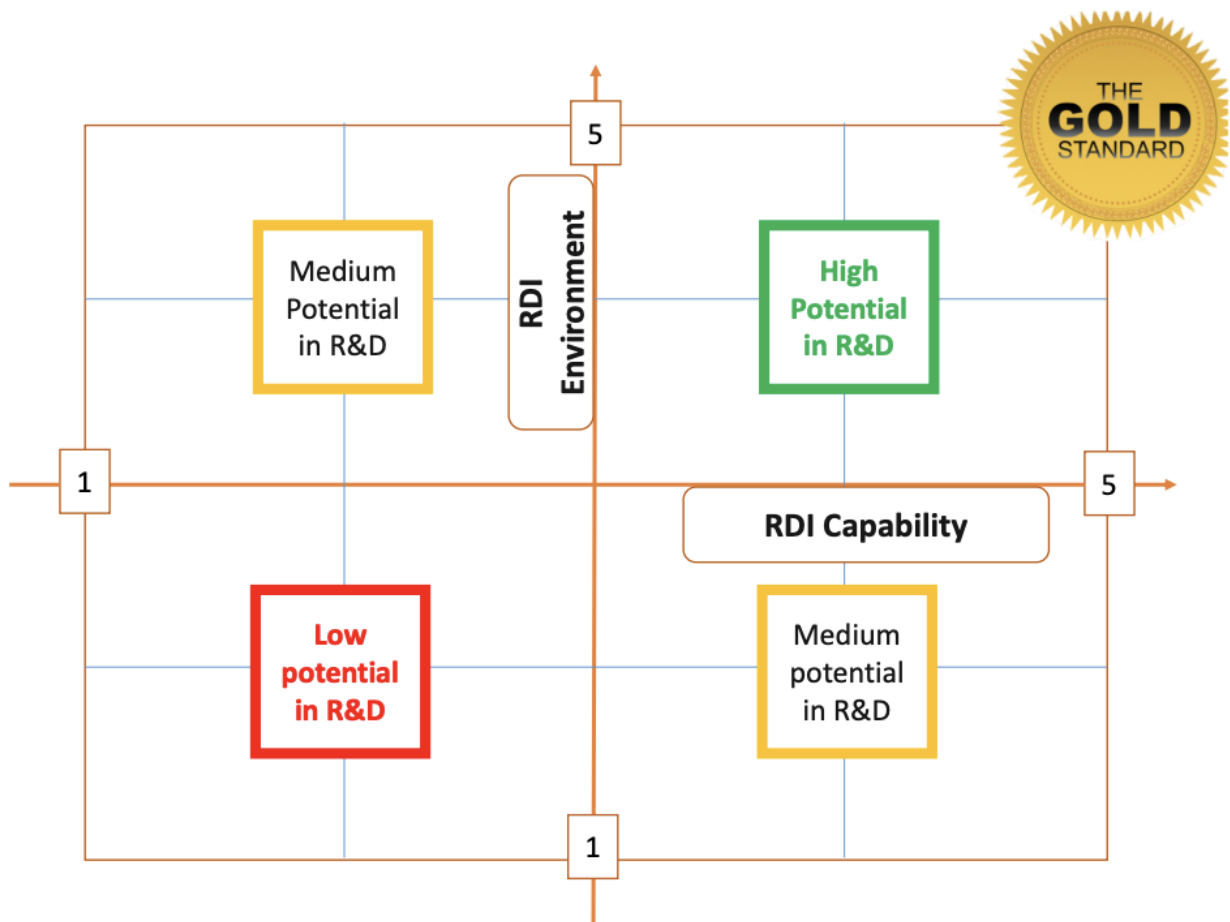 THE
GOLD
STANDARD
5
RDI
Environment
Medium
Potential
in R&D
High
Potential
in R&D
1
5
RDI Capability
Low
potential
in R&D
Medium
potential
in R&D
1